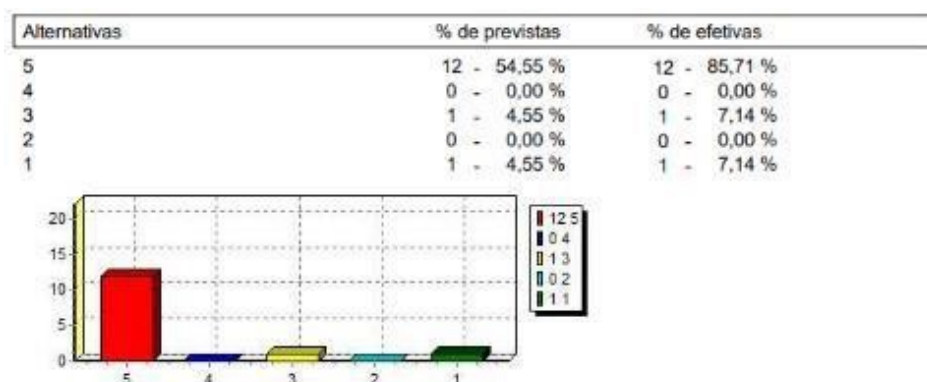 Alternativas % de previstas % de efetivas
5 12 - 54,55 % 12 - 85,71 %
4 0 - 0,00 % 0 - 0,00 %
3 1 - 4,55 % 1 - 7,14 %
2 0 - 0,00 % 0 - 0,00 %
1 1 - 4,55 % 1 - 7,14 %
20
15
10
5
0
5 4 3 2 1
12 5
0 4
1 3
0 2
1 1